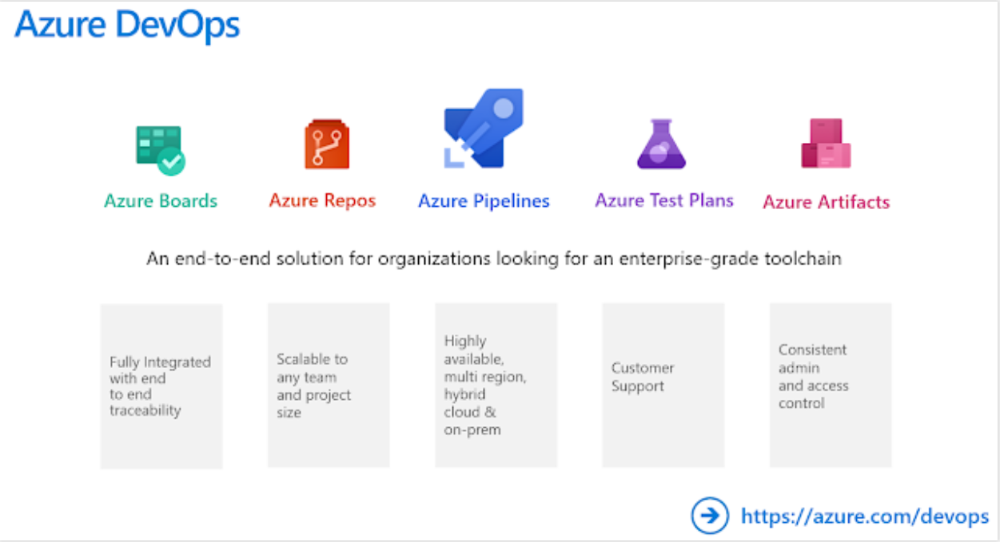 Azure DevOps
Azure Boards
Azure Repos
Azure Pipelines
Azure Test Plans
Azure Artifacts
An end-to-end solution for organizations looking for an enterprise-grade toolchain
Fully Integrated
with end
to end
traceability
Scalable to
any team
and project
size
Highly
available,
multi region,
hybrid
cloud &
on-prem
Customer
Support
Consistent
admin
and access
control
https://azure.com/devops